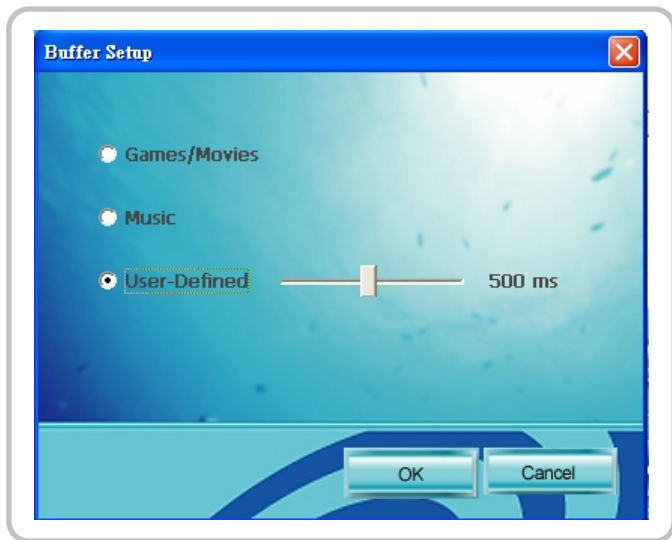 Buffer Setup
Games/Movies
Music
User-Defined 500 ms
OK Cancel